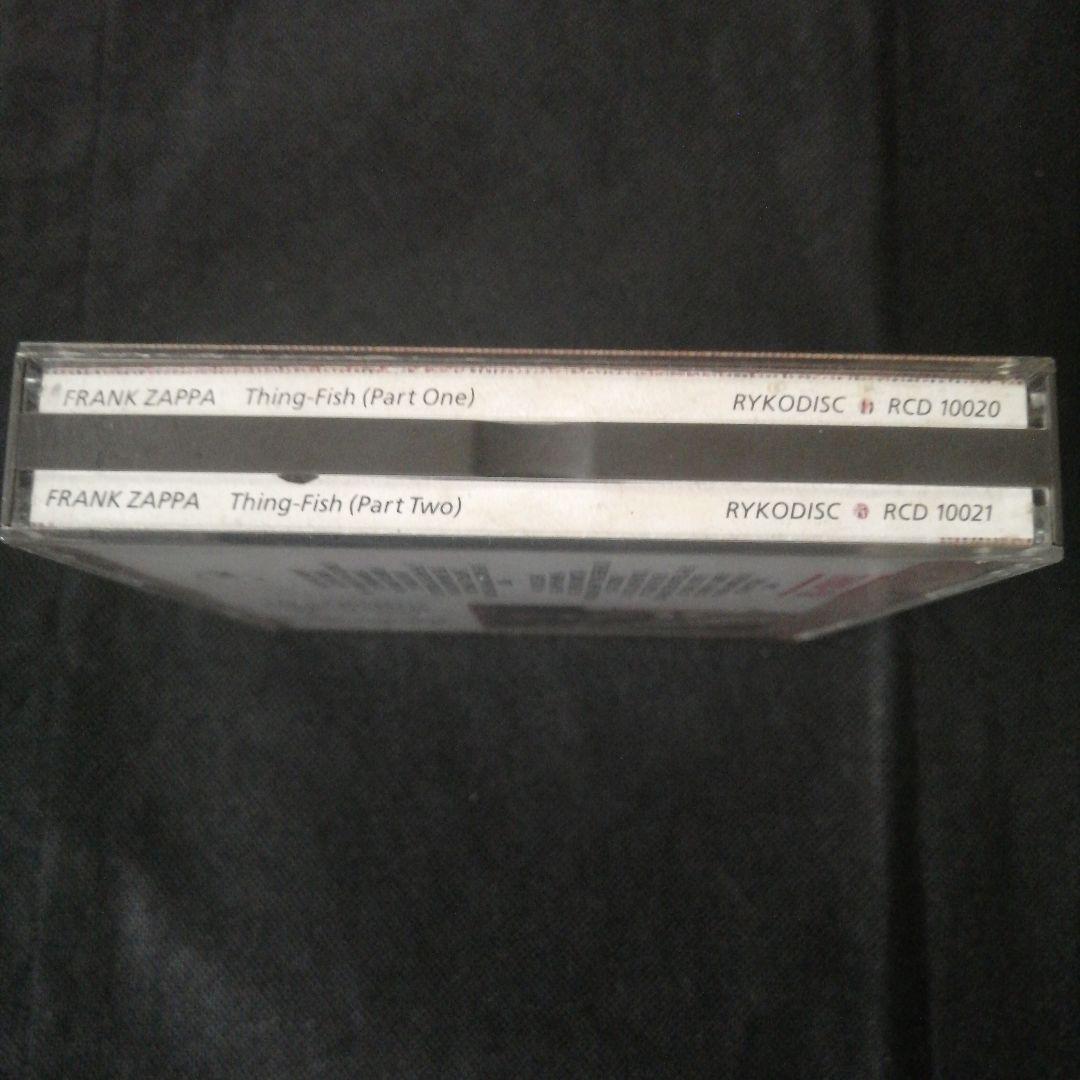 FRANK ZAPPA Thing-Fish (Part One) RYKODISC RCD 10020
FRANK ZAPPA Thing-Fish (Part Two) RYKODISC RCD 10021